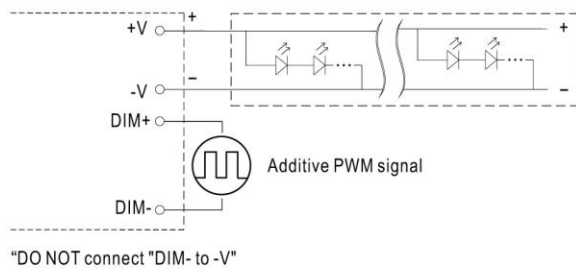 +V + +
-V − −
DIM+
Additive PWM signal
DIM-
"DO NOT connect "DIM- to -V"